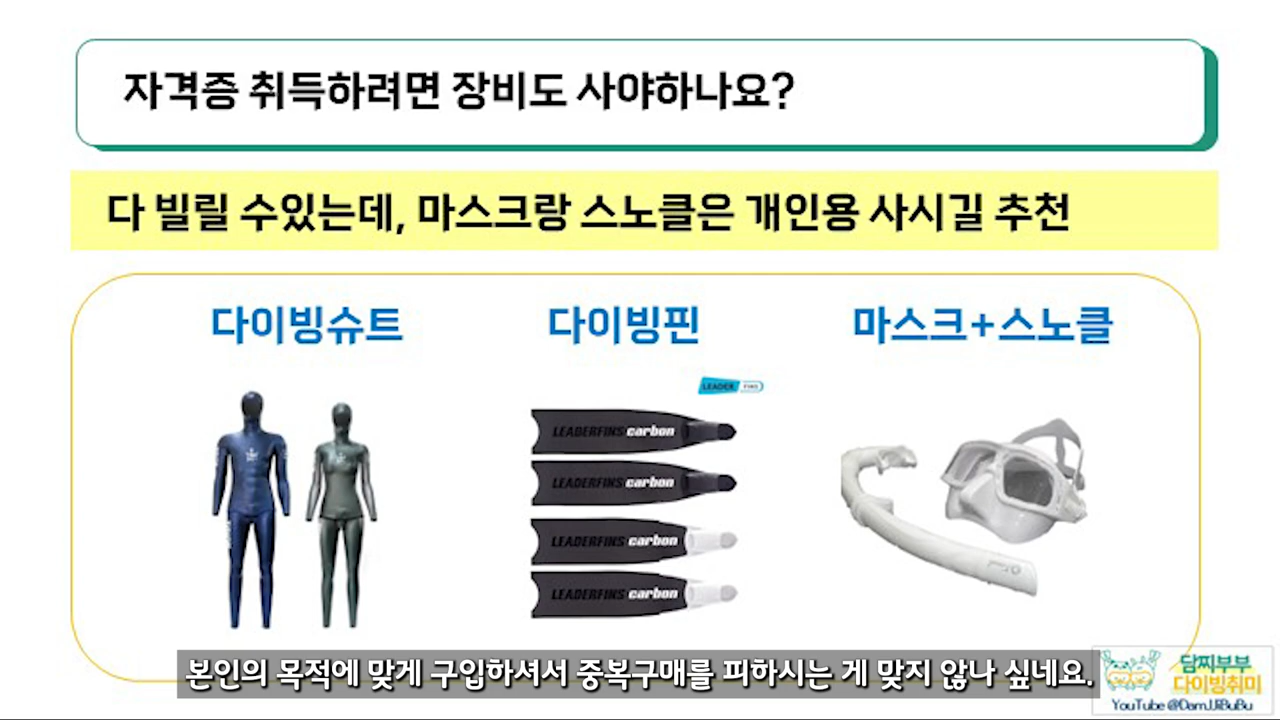 자격증 취득하려면 장비도 사야하나요?
다 빌릴 수있는데, 마스크랑 스노클은 개인용 사시길 추천
다이빙슈트
다이빙핀
마스크+스노클
LEADER FINS
LEADERFINS carbon
LEADERFINS carbon
LEADERFINS carbon
LEADERFINS carbon
본인의 목적에 맞게 구입하셔서 중복구매를 피하시는 게 맞지 않나 싶네요.
담찌부부
다이빙취미
YouTube @DamJJiBuBu